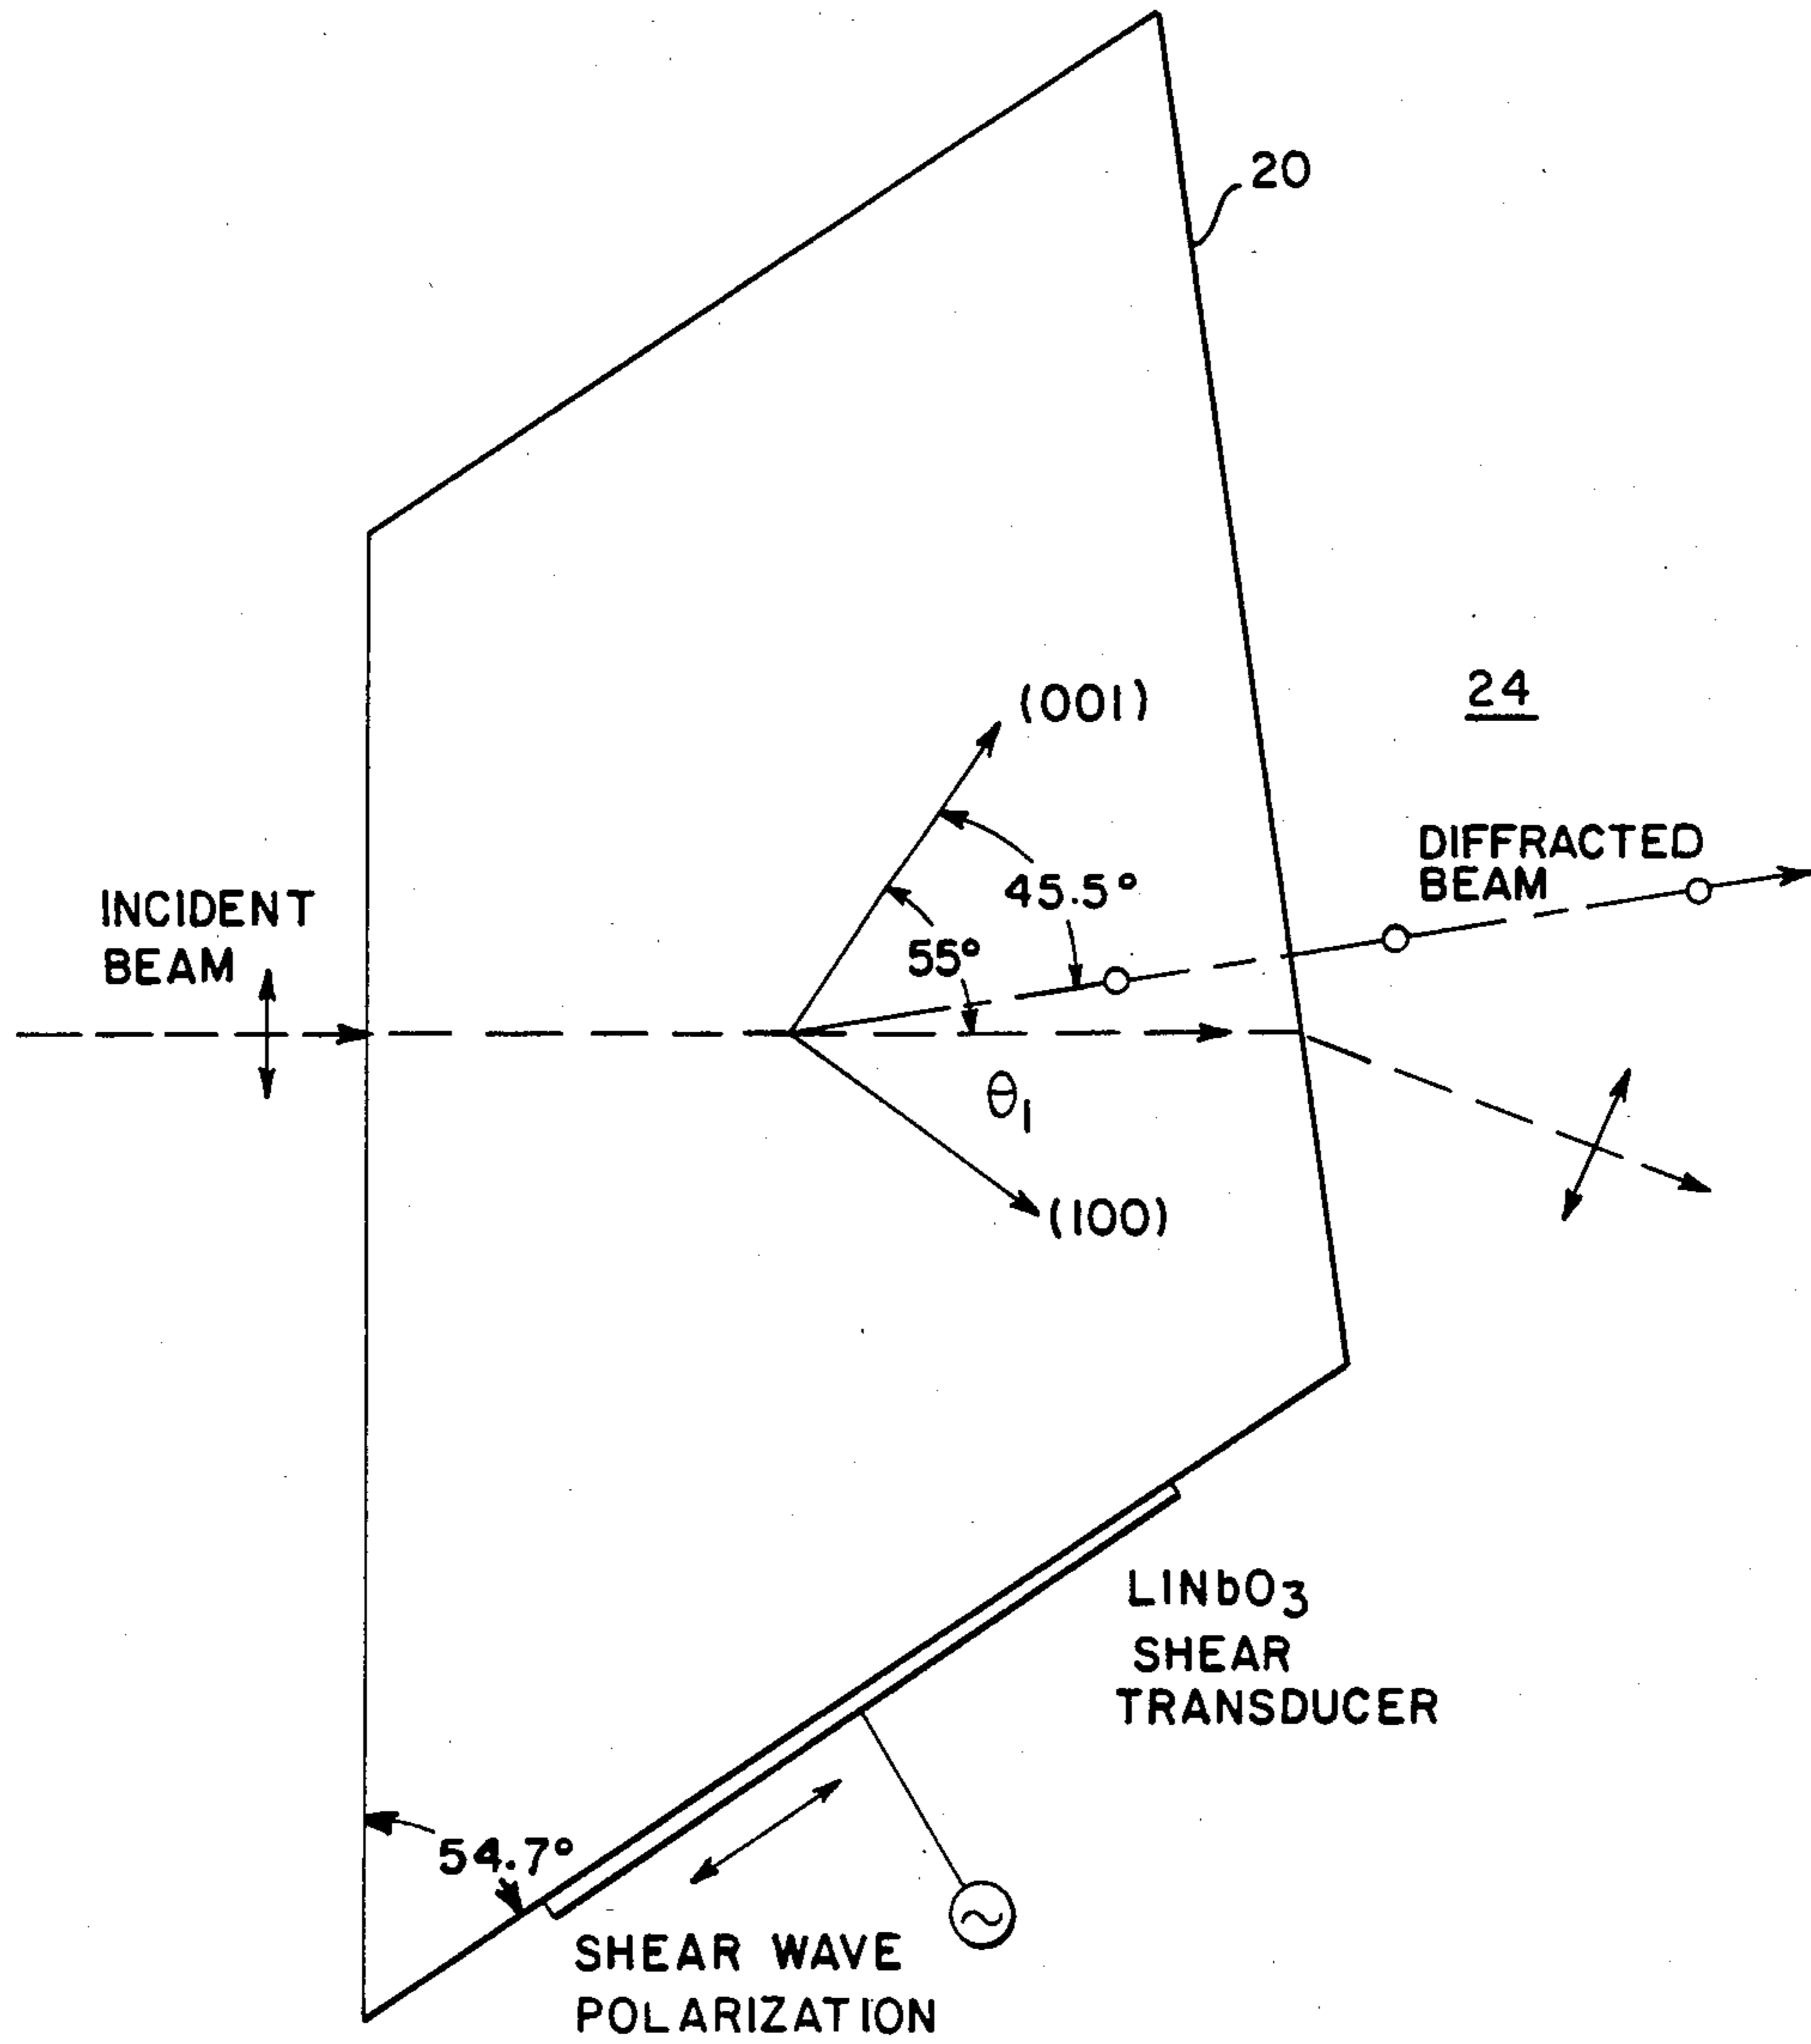 20
(001)
24
DIFFRACTED
BEAM
45.5°
INCIDENT
BEAM
55°
θ1
(100)
LINbO3
SHEAR
TRANSDUCER
54.7°
SHEAR WAVE
POLARIZATION